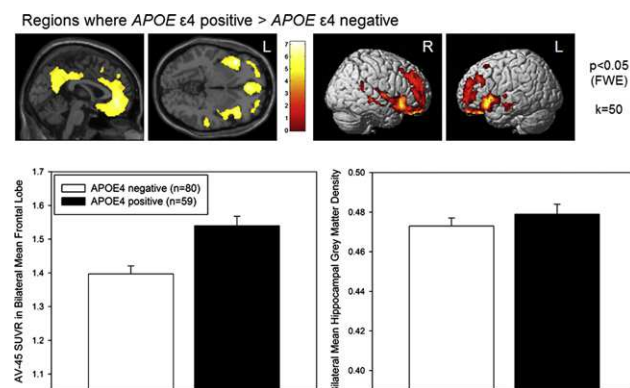 Regions where APOE ε4 positive > APOE ε4 negative
L
7
6
5
4
3
2
1
0
R
L
p<0.05
(FWE)
k=50
AV-45 SUVR in Bilateral Mean Frontal Lobe
1.7
1.6
1.5
1.4
1.3
1.2
1.1
APOE4 negative (n=80)
APOE4 positive (n=59)
Bilateral Mean Hippocampal Grey Matter Density
0.50
0.48
0.46
0.44
0.42
0.40